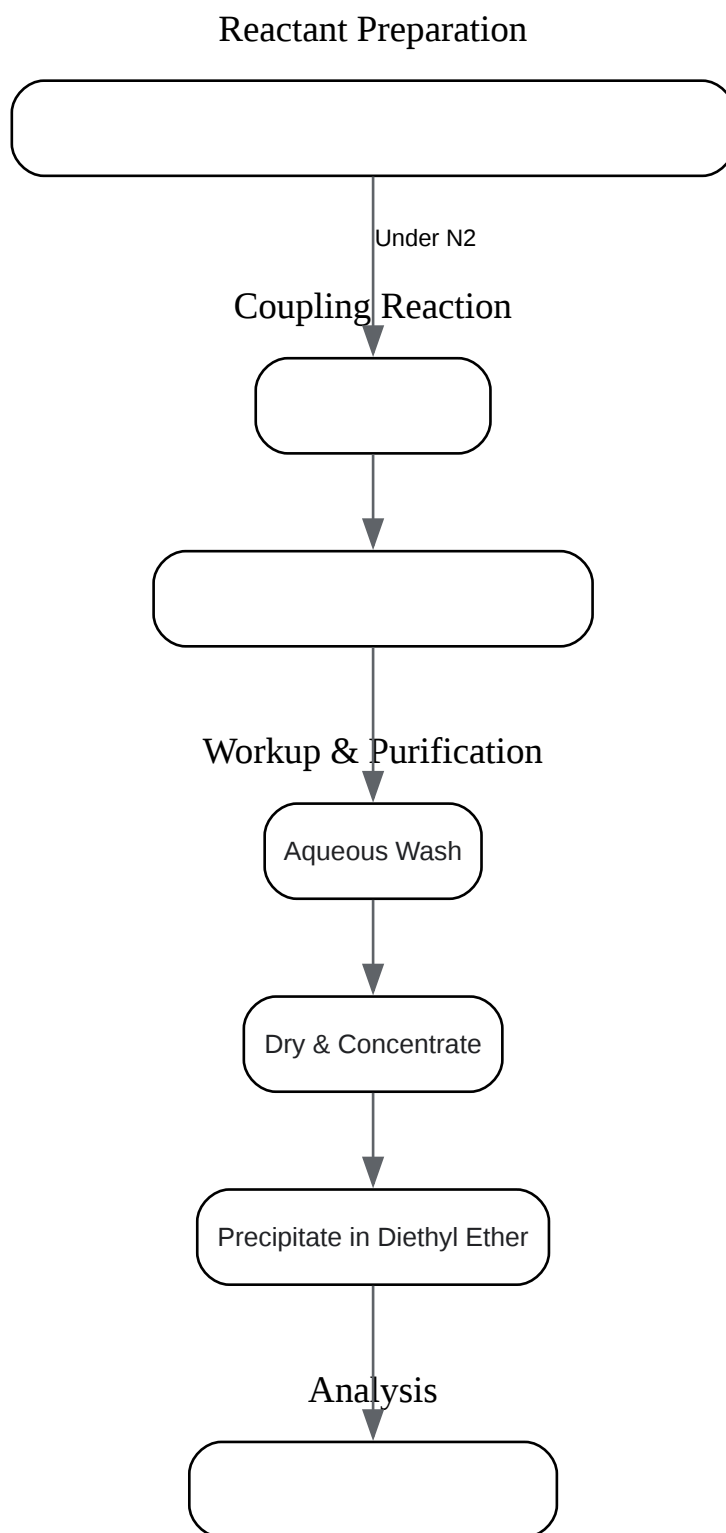 Reactant Preparation
Under N2
Coupling Reaction
Workup & Purification
Aqueous Wash
Dry & Concentrate
Precipitate in Diethyl Ether
Analysis